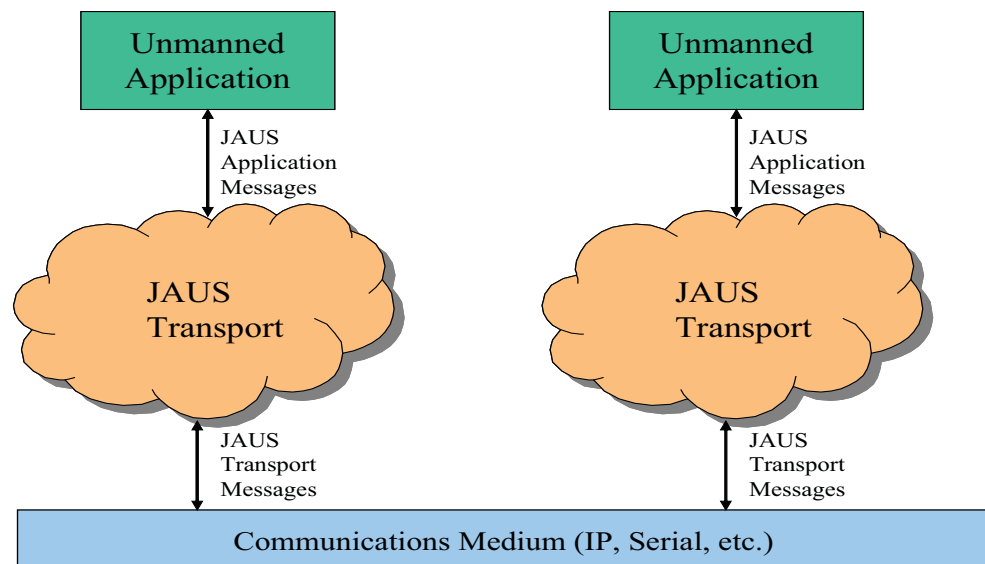 Unmanned
Application
Unmanned
Application
JAUS
Application
Messages
JAUS
Application
Messages
JAUS
Transport
JAUS
Transport
JAUS
Transport
Messages
JAUS
Transport
Messages
Communications Medium (IP, Serial, etc.)